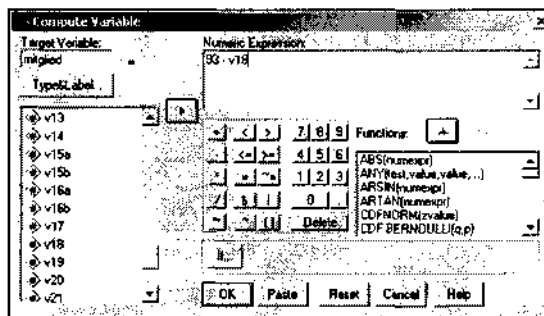 Compute Variable
Target Variable:
mitglied
Numeric Expression:
93 - v18
Type&Label...
v13
v14
v15a
v15b
v16a
v16b
v17
v18
v19
v20
v21
+ < > 7 8 9
- <= >= 4 5 6
* = ~= 1 2 3
/ & | 0 .
** ~ () Delete
Functions:
ABS(numexpr)
ANY(test,value,value,...)
ARSIN(numexpr)
ARTAN(numexpr)
CDFNORM(zvalue)
CDF.BERNOULLI(q,p)
If...
OK Paste Reset Cancel Help